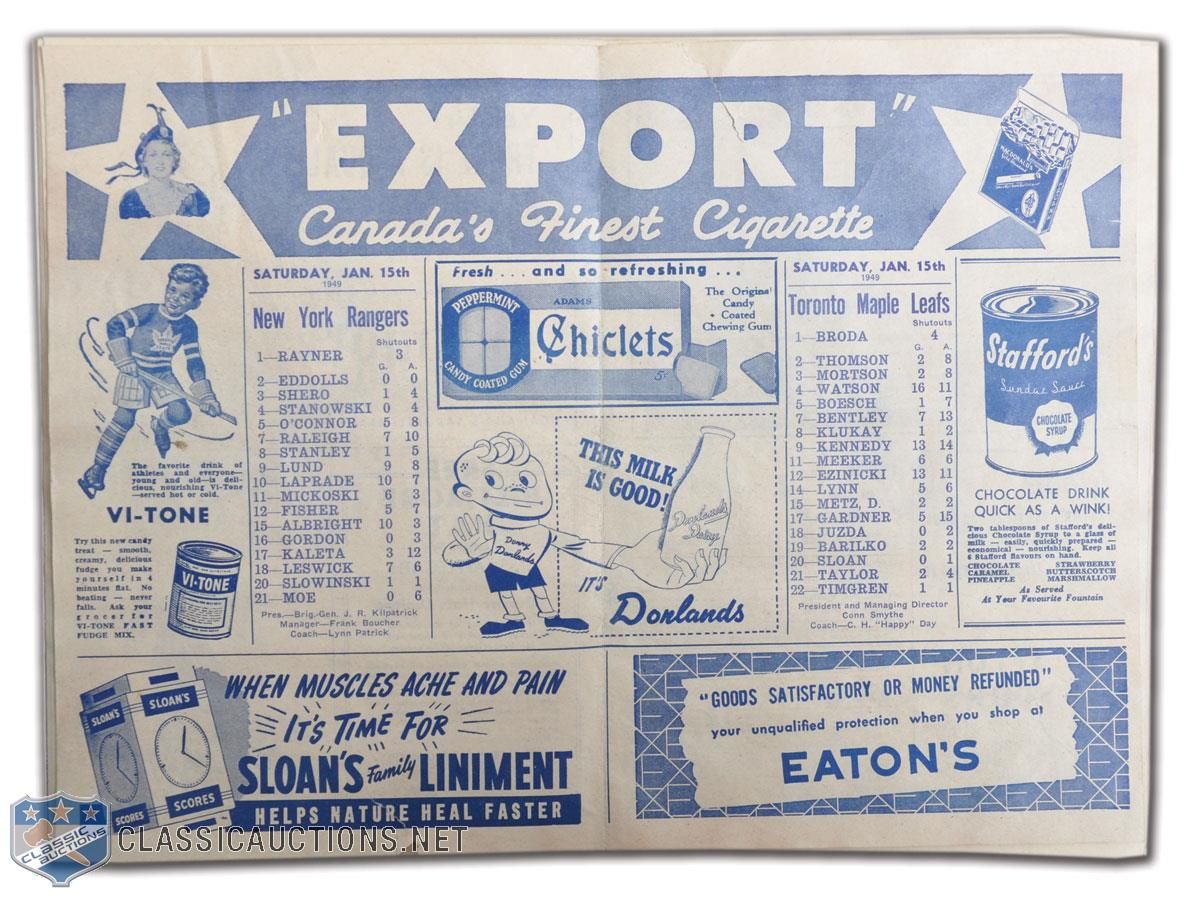 "EXPORT"
Canada's Finest Cigarette
MACDONALD'S
The favorite drink of
athletes and everyone—
young and old—is deli-
cious, nourishing Vi-Tone
—served hot or cold.
VI-TONE
Try this new candy
treat — smooth,
creamy, delicious
fudge you make
yourself in 4
minutes flat. No
beating — never
fails. Ask your
grocer for
VI-TONE FAST
FUDGE MIX.
VI-TONE
SATURDAY, JAN. 15th
1949
New York Rangers
Shutouts
1—RAYNER 3
G. A.
2—EDDOLLS 0 0
3—SHERO 1 4
4—STANOWSKI 0 4
5—O'CONNOR 5 8
7—RALEIGH 7 10
8—STANLEY 1 5
9—LUND 9 8
10—LAPRADE 10 7
11—MICKOSKI 6 3
12—FISHER 5 7
15—ALBRIGHT 10 3
16—GORDON 0 3
17—KALETA 3 12
18—LESWICK 7 6
20—SLOWINSKI 1 1
21—MOE 0 6
Pres.—Brig.-Gen. J. R. Kilpatrick
Manager—Frank Boucher
Coach—Lynn Patrick
Fresh ... and so refreshing ...
PEPPERMINT
CANDY COATED GUM
ADAMS
Chiclets
5¢
The Original
Candy
Coated
Chewing Gum
THIS MILK
IS GOOD!
Donlands
Dairy
Donny
Donlands
IT'S
Donlands
SATURDAY, JAN. 15th
1949
Toronto Maple Leafs
Shutouts
1—BRODA 4
G. A.
2—THOMSON 2 8
3—MORTSON 2 8
4—WATSON 16 11
5—BOESCH 1 7
7—BENTLEY 7 13
8—KLUKAY 1 2
9—KENNEDY 13 14
11—MEEKER 6 6
12—EZINICKI 13 11
14—LYNN 5 6
15—METZ, D. 2 2
17—GARDNER 5 15
18—JUZDA 0 2
19—BARILKO 2 2
20—SLOAN 0 1
21—TAYLOR 2 4
22—TIMGREN 1 1
President and Managing Director
Conn Smythe
Coach—C. H. "Happy" Day
Stafford's
Sundae Sauce
CHOCOLATE
SYRUP
CHOCOLATE DRINK
QUICK AS A WINK!
Two tablespoons of Stafford's deli-
cious Chocolate Syrup to a glass of
milk — easily, quickly prepared —
economical — nourishing. Keep all
6 Stafford flavours on hand.
CHOCOLATE STRAWBERRY
CARAMEL BUTTERSCOTCH
PINEAPPLE MARSHMALLOW
As Served
At Your Favourite Fountain
SLOAN'S
SLOAN'S
SCORES
SCORES
WHEN MUSCLES ACHE AND PAIN
IT'S TIME FOR
SLOAN'S Family LINIMENT
HELPS NATURE HEAL FASTER
"GOODS SATISFACTORY OR MONEY REFUNDED"
your unqualified protection when you shop at
EATON'S
CLASSIC
AUCTIONS
CLASSICAUCTIONS.NET